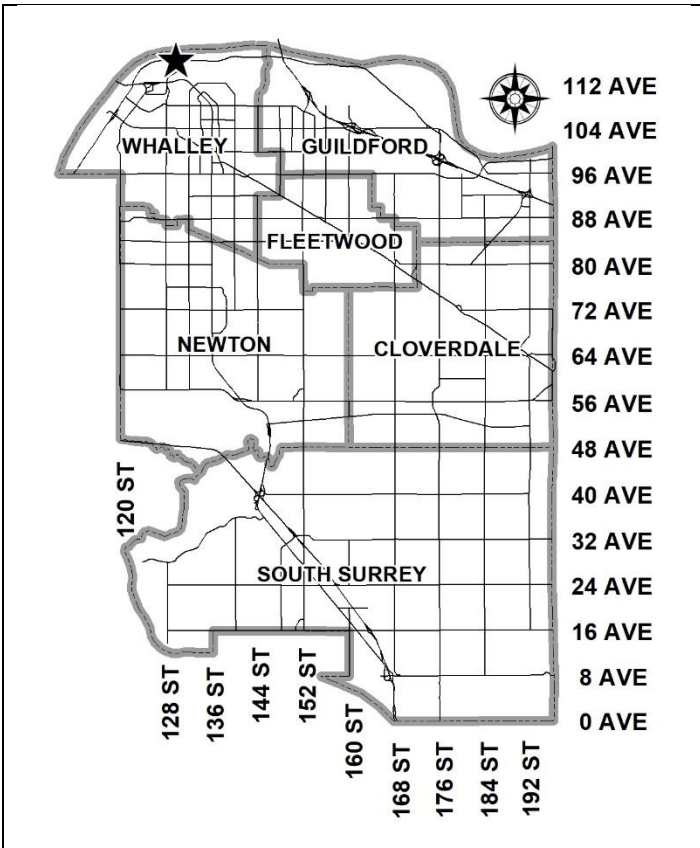 112 AVE
104 AVE
WHALLEY
GUILDFORD
96 AVE
88 AVE
FLEETWOOD
80 AVE
72 AVE
NEWTON
CLOVERDALE
64 AVE
56 AVE
48 AVE
120 ST
40 AVE
32 AVE
SOUTH SURREY
24 AVE
16 AVE
8 AVE
0 AVE
128 ST
136 ST
144 ST
152 ST
160 ST
168 ST
176 ST
184 ST
192 ST